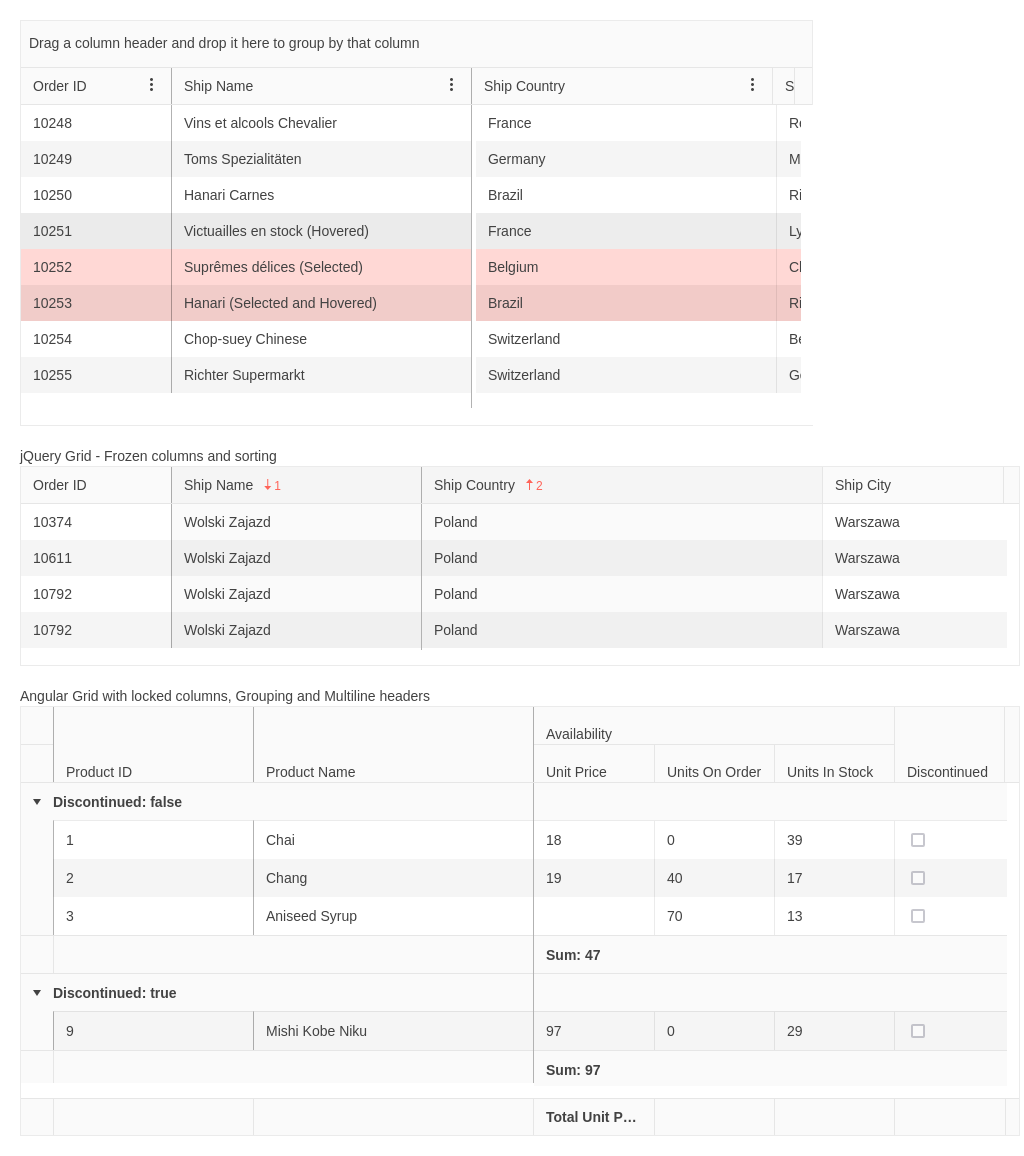 Drag a column header and drop it here to group by that column
Order ID Ship Name Ship Country S
10248 Vins et alcools Chevalier France
10249 Toms Spezialitäten Germany M
10250 Hanari Carnes Brazil Ri
10251 Victuailles en stock (Hovered) France Ly
10252 Suprêmes délices (Selected) Belgium
10253 Hanari (Selected and Hovered) Brazil Ri
10254 Chop-suey Chinese Switzerland
10255 Richter Supermarkt Switzerland
jQuery Grid - Frozen columns and sorting
Order ID Ship Name 1 Ship Country 2 Ship City
10374 Wolski Zajazd Poland Warszawa
10611 Wolski Zajazd Poland Warszawa
10792 Wolski Zajazd Poland Warszawa
10792 Wolski Zajazd Poland Warszawa
Angular Grid with locked columns, Grouping and Multiline headers
Availability
Product ID Product Name Unit Price Units On Order Units In Stock Discontinued
Discontinued: false
1 Chai 18 0 39
2 Chang 19 40 17
3 Aniseed Syrup 70 13
Sum: 47
Discontinued: true
9 Mishi Kobe Niku 97 0 29
Sum: 97
Total Unit P...